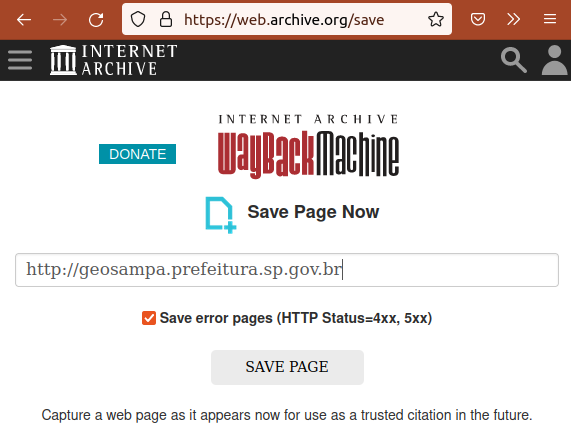 https://web.archive.org/save
INTERNET
ARCHIVE
INTERNET ARCHIVE
DONATE
WayBackMachine
Save Page Now
http://geosampa.prefeitura.sp.gov.br
Save error pages (HTTP Status=4xx, 5xx)
SAVE PAGE
Capture a web page as it appears now for use as a trusted citation in the future.